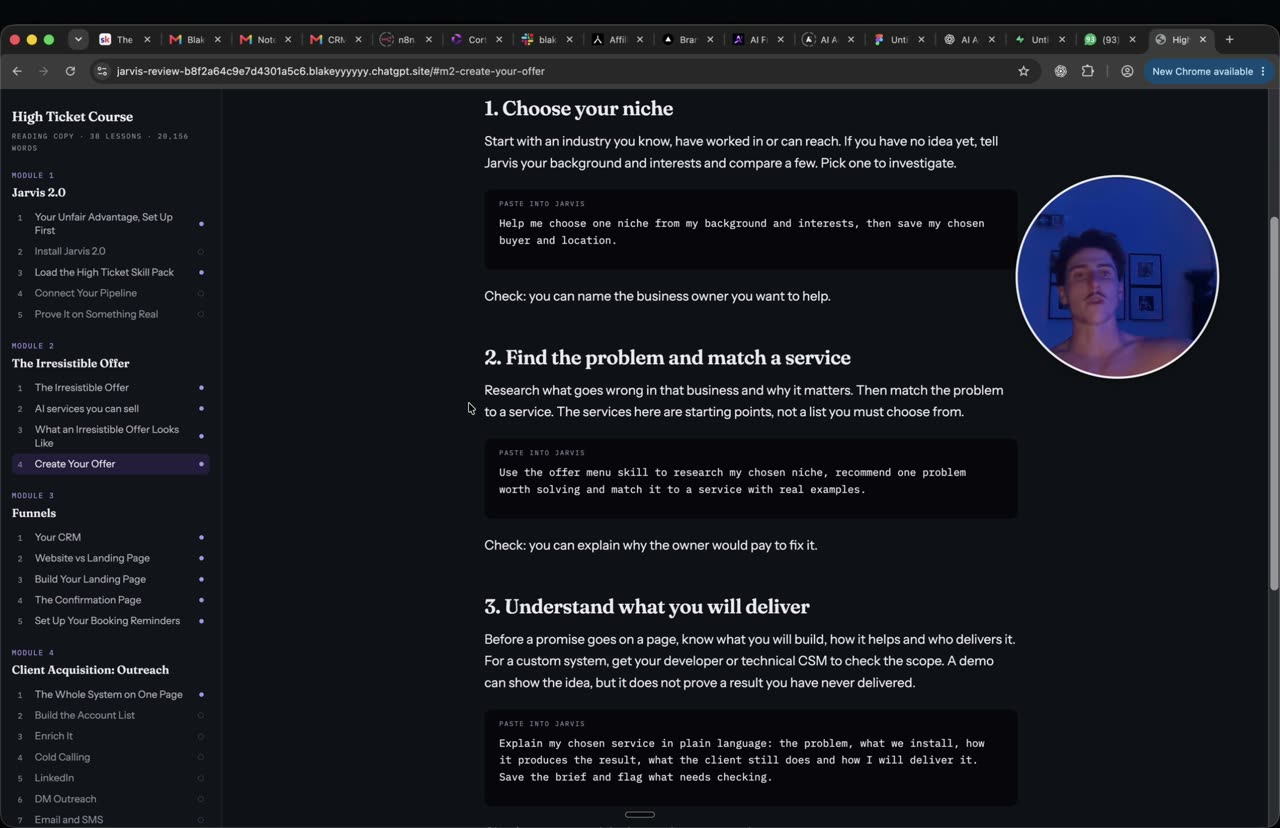 The
Blak
Note
CRM
n8n.
Cort
blak
Affil
Bran
AI F
AI A
Unti
AI A
Unti
(93)
High
jarvis-review-b8f2a64c9e7d4301a5c6.blakeyyyyyy.chatgpt.site/#m2-create-your-offer
New Chrome available
High Ticket Course
READING COPY · 38 LESSONS · 20,156
WORDS
MODULE 1
Jarvis 2.0
1 Your Unfair Advantage, Set Up
First
2 Install Jarvis 2.0
3 Load the High Ticket Skill Pack
4 Connect Your Pipeline
5 Prove It on Something Real
MODULE 2
The Irresistible Offer
1 The Irresistible Offer
2 AI services you can sell
3 What an Irresistible Offer Looks
Like
4 Create Your Offer
MODULE 3
Funnels
1 Your CRM
2 Website vs Landing Page
3 Build Your Landing Page
4 The Confirmation Page
5 Set Up Your Booking Reminders
MODULE 4
Client Acquisition: Outreach
1 The Whole System on One Page
2 Build the Account List
3 Enrich It
4 Cold Calling
5 LinkedIn
6 DM Outreach
7 Email and SMS
1. Choose your niche
Start with an industry you know, have worked in or can reach. If you have no idea yet, tell
Jarvis your background and interests and compare a few. Pick one to investigate.
PASTE INTO JARVIS
Help me choose one niche from my background and interests, then save my chosen
buyer and location.
Check: you can name the business owner you want to help.
2. Find the problem and match a service
Research what goes wrong in that business and why it matters. Then match the problem
to a service. The services here are starting points, not a list you must choose from.
PASTE INTO JARVIS
Use the offer menu skill to research my chosen niche, recommend one problem
worth solving and match it to a service with real examples.
Check: you can explain why the owner would pay to fix it.
3. Understand what you will deliver
Before a promise goes on a page, know what you will build, how it helps and who delivers it.
For a custom system, get your developer or technical CSM to check the scope. A demo
can show the idea, but it does not prove a result you have never delivered.
PASTE INTO JARVIS
Explain my chosen service in plain language: the problem, what we install, how
it produces the result, what the client still does and how I will deliver it.
Save the brief and flag what needs checking.